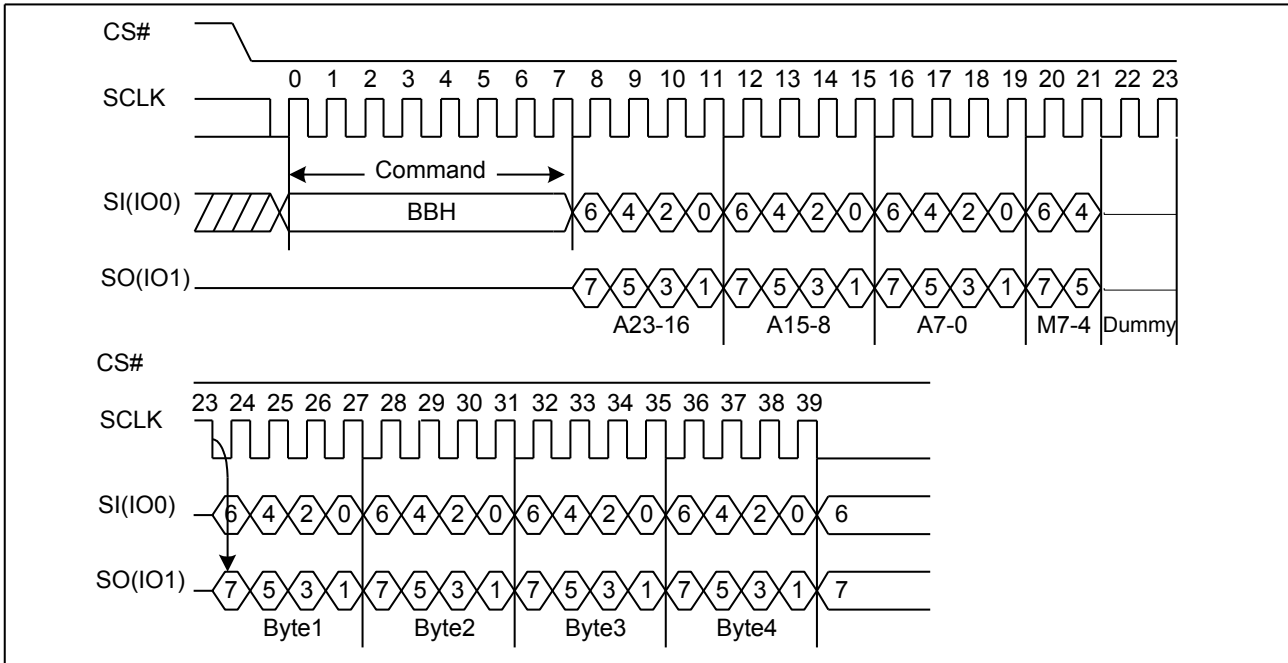 CS#
0 1 2 3 4 5 6 7 8 9 10 11 12 13 14 15 16 17 18 19 20 21 22 23
SCLK
Command
SI(IO0) BBH 6 4 2 0 6 4 2 0 6 4 2 0 6 4
SO(IO1) 7 5 3 1 7 5 3 1 7 5 3 1 7 5
A23-16 A15-8 A7-0 M7-4 Dummy
CS#
23 24 25 26 27 28 29 30 31 32 33 34 35 36 37 38 39
SCLK
SI(IO0) 6 4 2 0 6 4 2 0 6 4 2 0 6 4 2 0 6
SO(IO1) 7 5 3 1 7 5 3 1 7 5 3 1 7 5 3 1 7
Byte1 Byte2 Byte3 Byte4